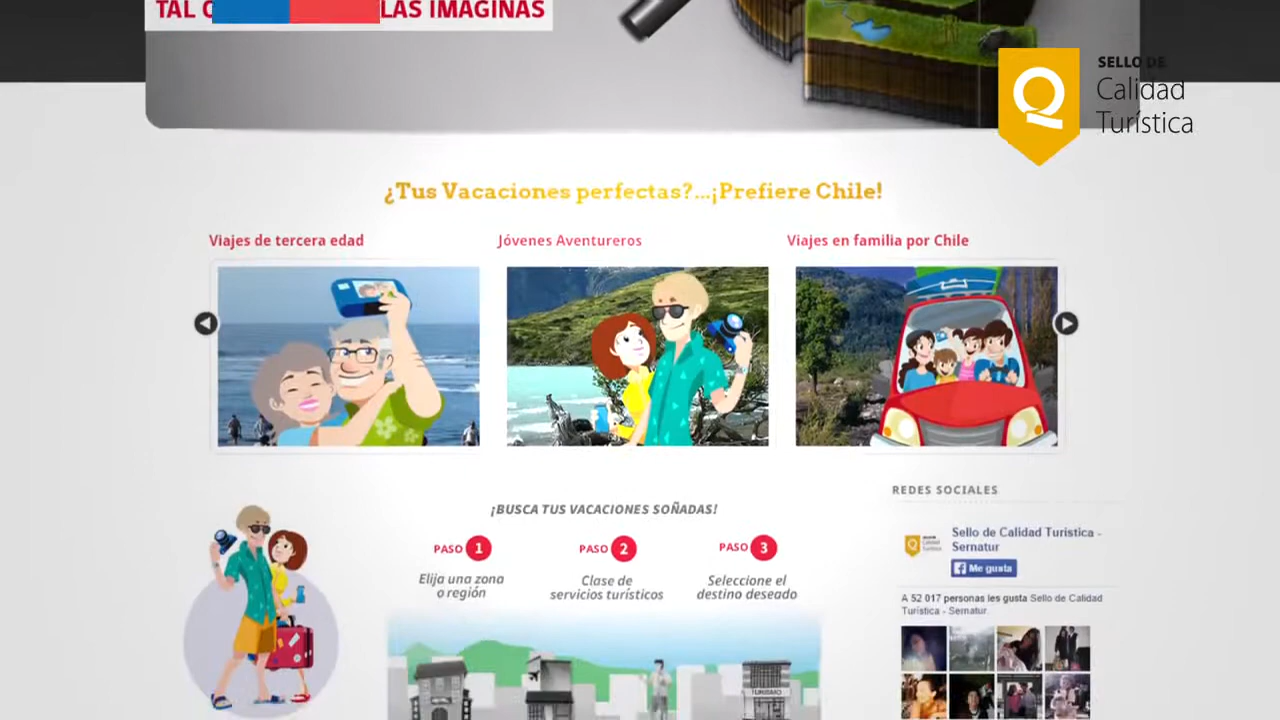 TAL
LAS IMAGINAS
SELLO DE
Calidad
Turística
¿Tus Vacaciones perfectas?...¡Prefiere Chile!
Viajes de tercera edad
Jóvenes Aventureros
Viajes en familia por Chile
REDES SOCIALES
¡BUSCA TUS VACACIONES SOÑADAS!
Sello de Calidad Turística -
Sernatur
PASO 1
PASO 2
PASO 3
Me gusta
Elija una zona
o región
Clase de
servicios turísticos
Seleccione el
destino deseado
A 52 017 personas les gusta Sello de Calidad
Turística - Sernatur.
TURISMO